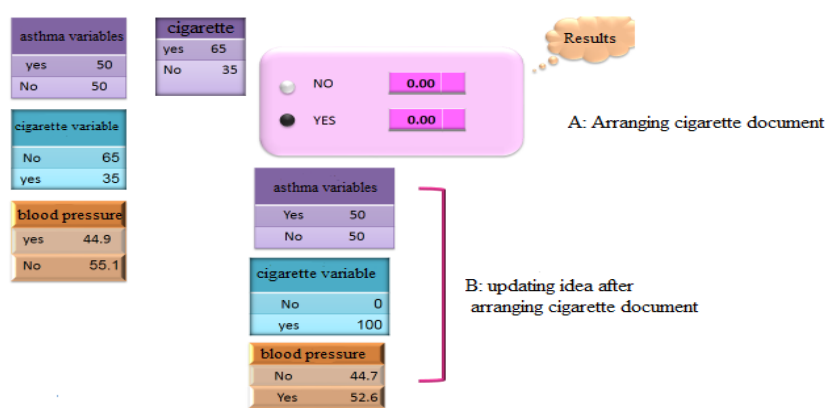 asthma variables
yes 50
No 50
cigarette
yes 65
No 35
Results
NO 0.00
YES 0.00
A: Arranging cigarette document
cigarette variable
No 65
yes 35
blood pressure
yes 44.9
No 55.1
asthma variables
Yes 50
No 50
cigarette variable
No 0
yes 100
blood pressure
No 44.7
Yes 52.6
B: updating idea after
arranging cigarette document